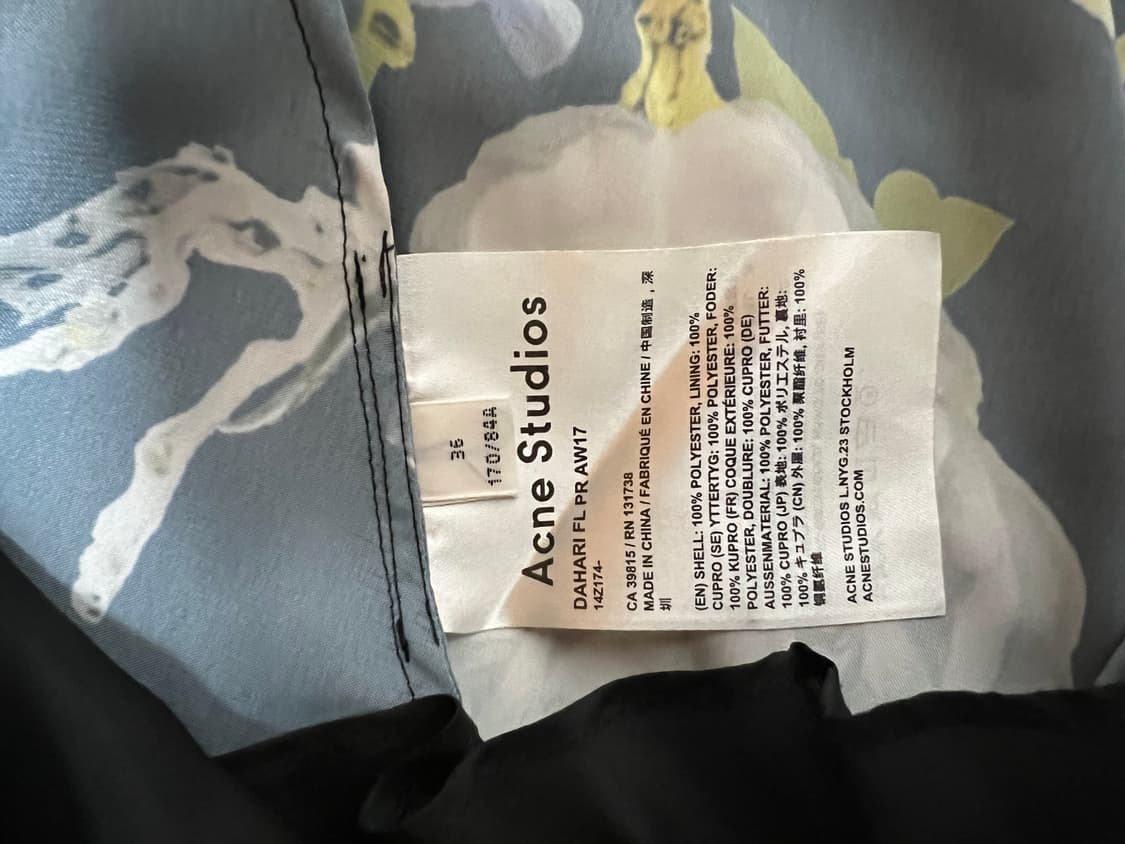 36
170/84A
Acne Studios
DAHARI FL PR AW17
14Z174-
CA 39815 / RN 131738
MADE IN CHINA / FABRIQUÉ EN CHINE / 中国制造，深
圳
(EN) SHELL: 100% POLYESTER, LINING: 100%
CUPRO (SE) YTTERTYG: 100% POLYESTER, FODER:
100% KUPRO (FR) COQUE EXTÉRIEURE: 100%
POLYESTER, DOUBLURE: 100% CUPRO (DE)
AUSSENMATERIAL: 100% POLYESTER, FUTTER:
100% CUPRO (JP) 表地: 100% ポリエステル, 裏地:
100% キュプラ (CN) 外层: 100% 聚酯纤维, 衬里: 100%
铜氨纤维
ACNE STUDIOS L.NYG.23 STOCKHOLM
ACNESTUDIOS.COM